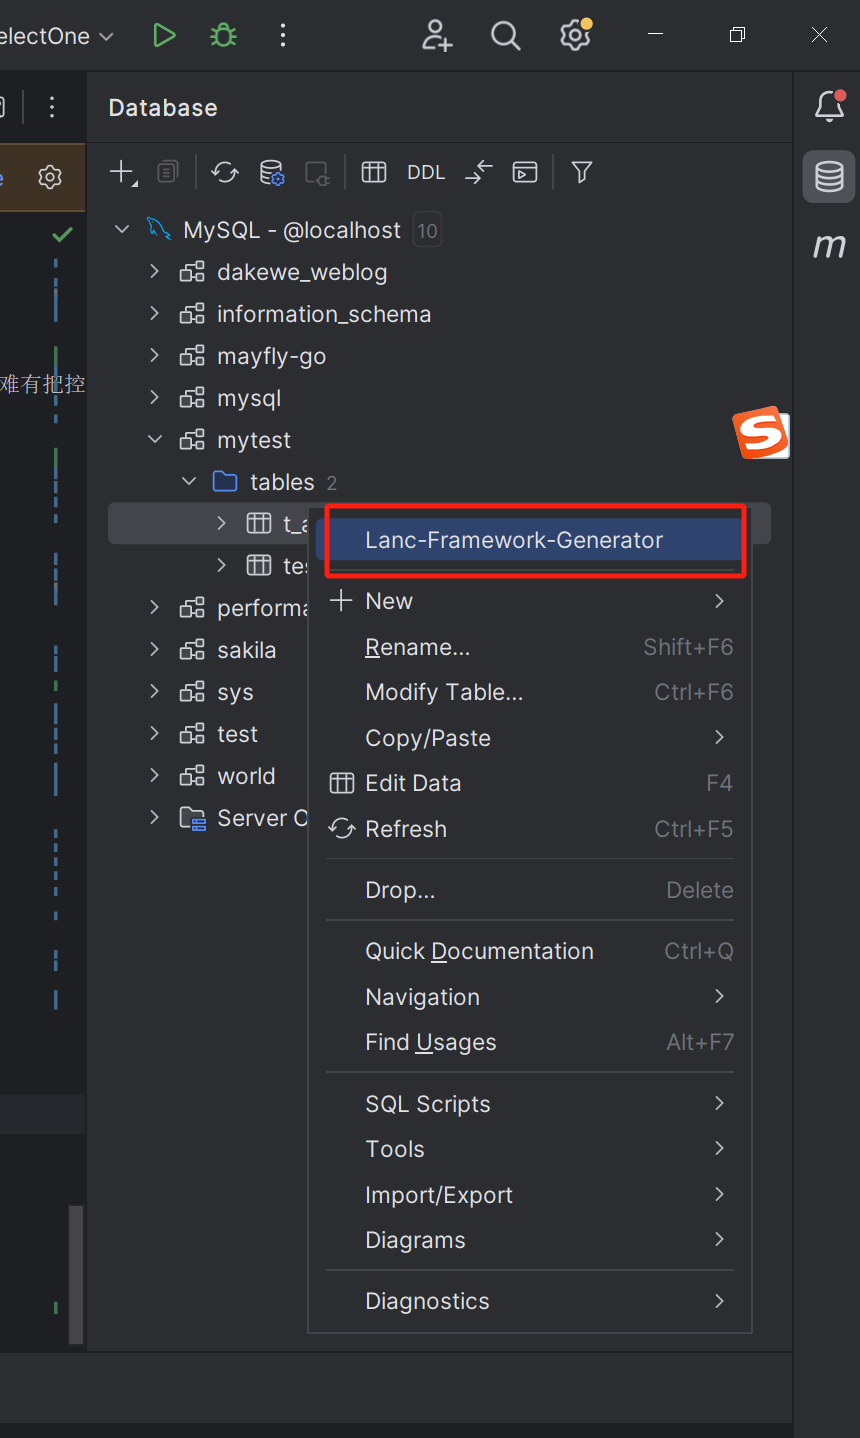 electOne
Database
DDL
MySQL - @localhost 10
dakewe_weblog
information_schema
mayfly-go
难有把控
mysql
mytest
tables 2
t_a
tes
performa
sakila
sys
test
world
Server O
Lanc-Framework-Generator
New
Rename... Shift+F6
Modify Table... Ctrl+F6
Copy/Paste
Edit Data F4
Refresh Ctrl+F5
Drop... Delete
Quick Documentation Ctrl+Q
Navigation
Find Usages Alt+F7
SQL Scripts
Tools
Import/Export
Diagrams
Diagnostics
m
S